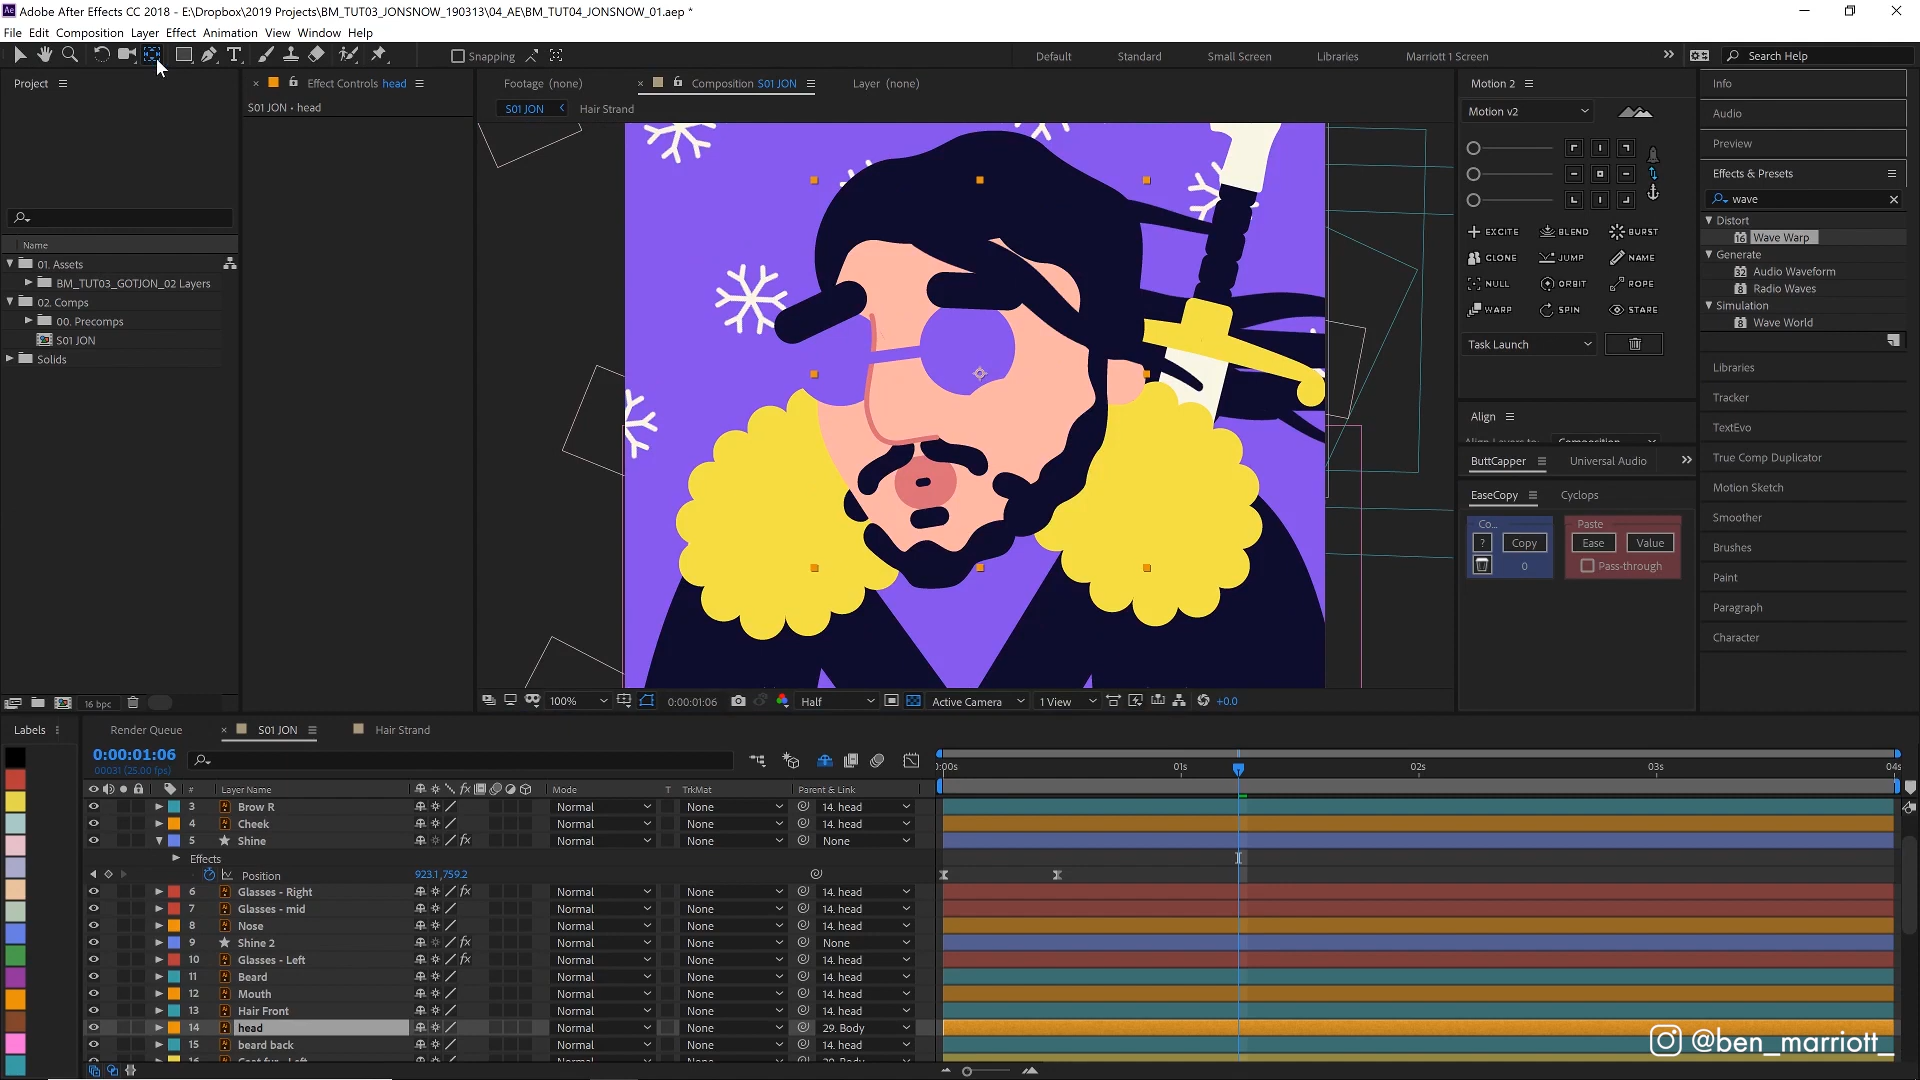 Adobe After Effects CC 2018 - E:\Dropbox\2019 Projects\BM_TUT03_JONSNOW_190313\04_AE\BM_TUT04_JONSNOW_01.aep *
File Edit Composition Layer Effect Animation View Window Help
Snapping Default Standard Small Screen Libraries Marriott 1 Screen Search Help
Project Effect Controls head Footage (none) Composition S01 JON Layer (none) Motion 2 Info
S01 JON • head S01 JON Hair Strand Motion v2 Audio
Preview
Effects & Presets
wave
Distort
Wave Warp
Generate
Audio Waveform
Radio Waves
Simulation
Wave World
EXCITE BLEND BURST
CLONE JUMP NAME
NULL ORBIT ROPE
WARP SPIN STARE
Task Launch
Name
01. Assets
BM_TUT03_GOTJON_02 Layers
02. Comps
00. Precomps
S01 JON
Solids
Libraries
Tracker
TextEvo
True Comp Duplicator
Motion Sketch
Smoother
Brushes
Paint
Paragraph
Character
Align
Align Layers to: Composition
ButtCapper Universal Audio
EaseCopy Cyclops
Co... Paste
? Copy Ease Value
0 Pass-through
16 bpc 100% 0:00:01:06 Half Active Camera 1 View +0.0
Labels Render Queue S01 JON Hair Strand
0:00:01:06
00031 (25.00 fps)
:00s 01s 02s 03s 04s
# Layer Name fx Mode T TrkMat Parent & Link
3 Brow R Normal None 14. head
4 Cheek Normal None 14. head
5 Shine fx Normal None None
Effects
Position 923.1,759.2
6 Glasses - Right fx Normal None 14. head
7 Glasses - mid Normal None 14. head
8 Nose Normal None 14. head
9 Shine 2 fx Normal None None
10 Glasses - Left fx Normal None 14. head
11 Beard Normal None 14. head
12 Mouth Normal None 14. head
13 Hair Front Normal None 14. head
14 head Normal None 29. Body
15 beard back Normal None 14. head
@ben_marriott_